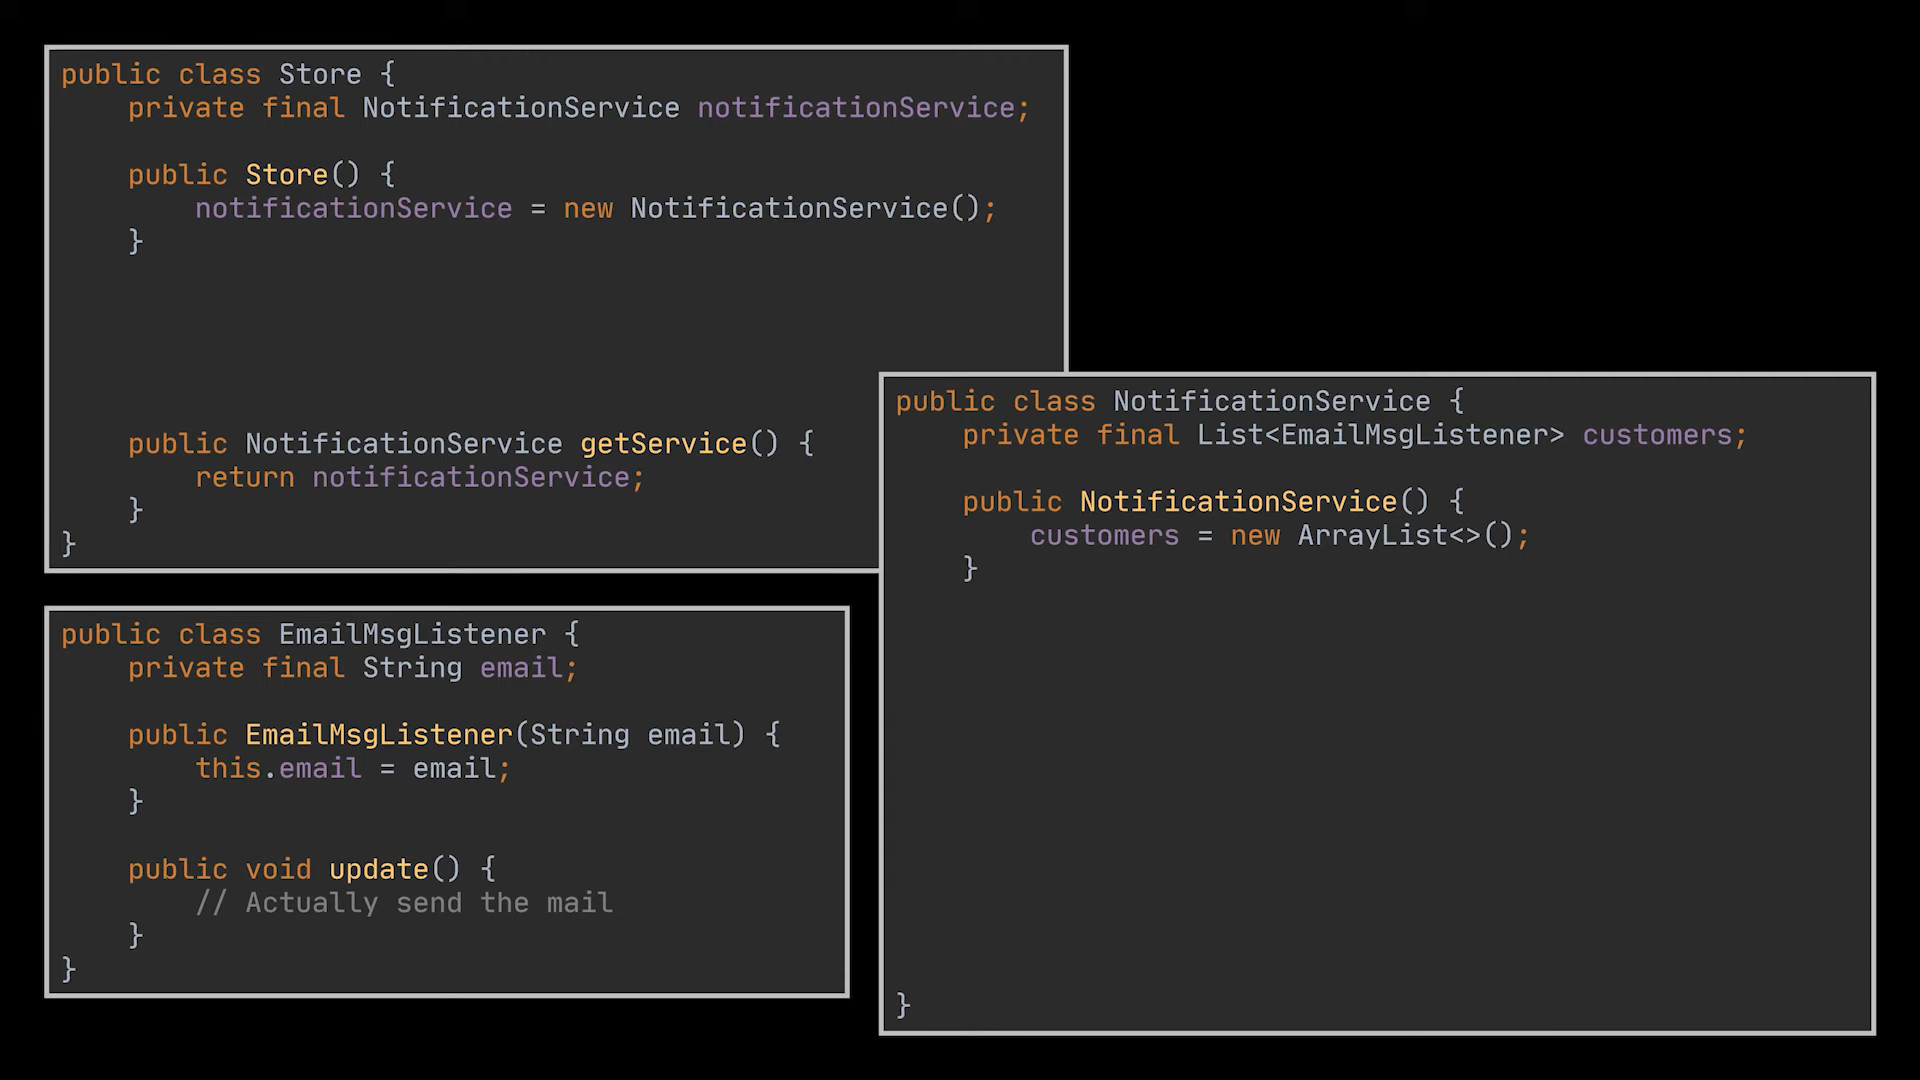 public class Store {
    private final NotificationService notificationService;
    public Store() {
        notificationService = new NotificationService();
    }
    public NotificationService getService() {
        return notificationService;
    }
}
public class EmailMsgListener {
    private final String email;
    public EmailMsgListener(String email) {
        this.email = email;
    }
    public void update() {
        // Actually send the mail
    }
}
public class NotificationService {
    private final List<EmailMsgListener> customers;
    public NotificationService() {
        customers = new ArrayList<>();
    }
}